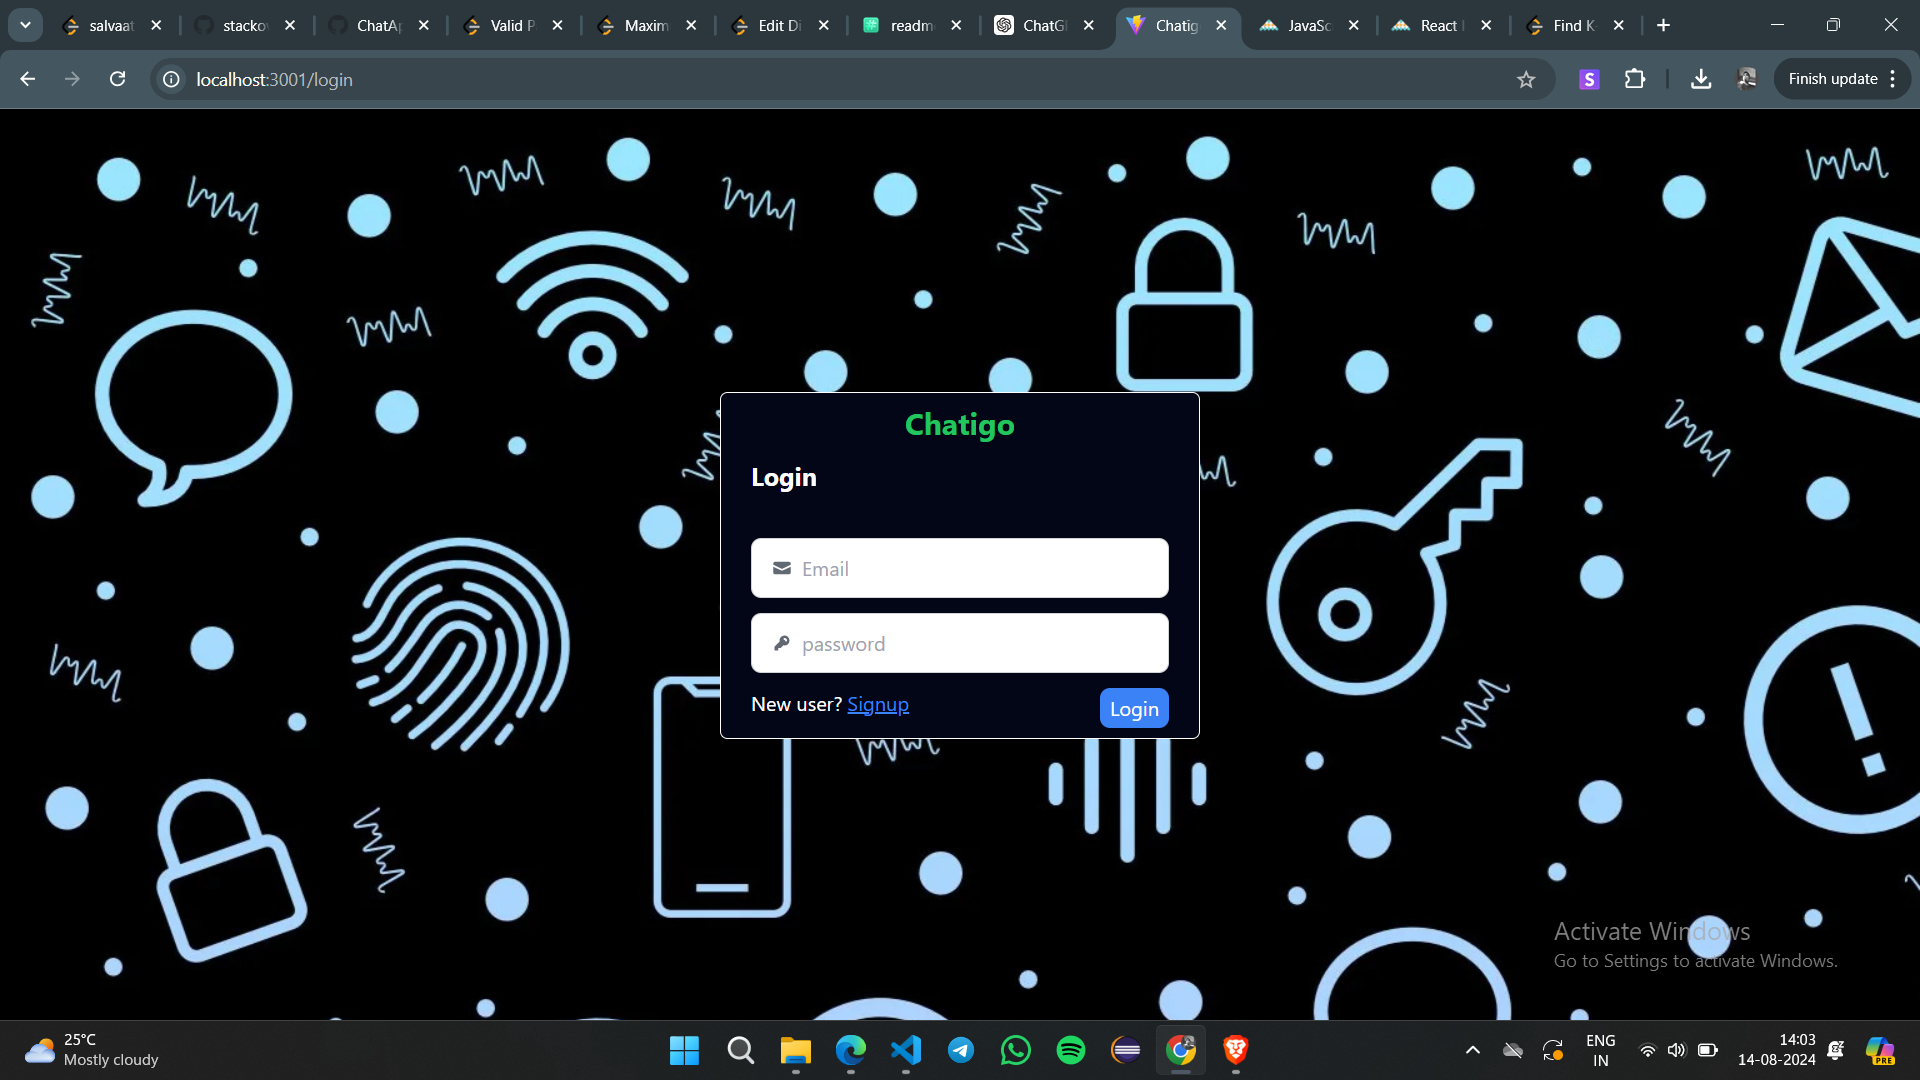 salvaat
stackov
ChatAp
Valid P
Maxim
Edit Di
readm
ChatG
Chatig
JavaSc
React
Find K
localhost:3001/login
S
Finish update
Chatigo
Login
Email
password
New user? Signup
Login
Activate Windows
Go to Settings to activate Windows.
25°C
Mostly cloudy
ENG
IN
14:03
14-08-2024
PRE